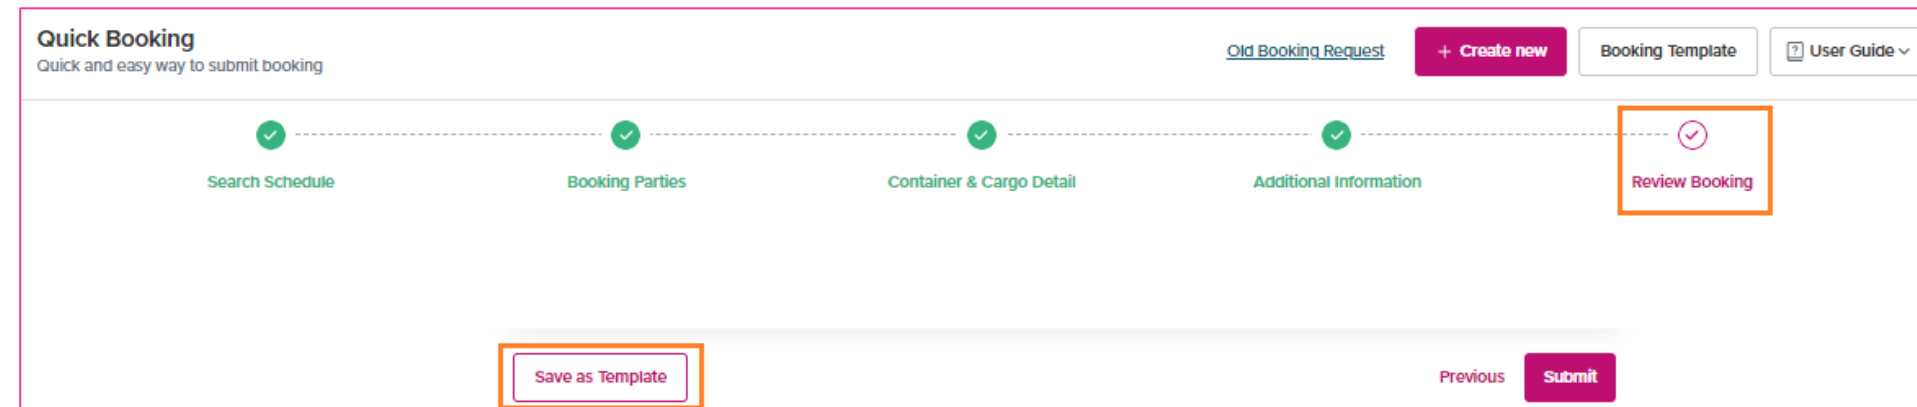 Quick Booking
Quick and easy way to submit booking
Old Booking Request
+ Create new
Booking Template
? User Guide
Search Schedule
Booking Parties
Container & Cargo Detail
Additional Information
Review Booking
Save as Template
Previous
Submit